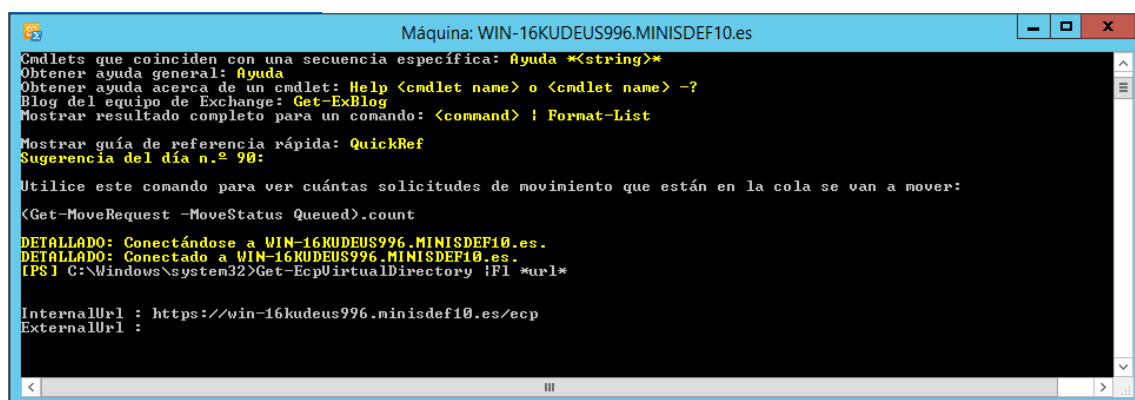 Máquina: WIN-16KUDEUS996.MINISDEF10.es
Cmdlets que coinciden con una secuencia específica: Ayuda *<string>*
Obtener ayuda general: Ayuda
Obtener ayuda acerca de un cmdlet: Help <cmdlet name> o <cmdlet name> -?
Blog del equipo de Exchange: Get-ExBlog
Mostrar resultado completo para un comando: <command> | Format-List
Mostrar guía de referencia rápida: QuickRef
Sugerencia del día n.º 90:
Utilice este comando para ver cuántas solicitudes de movimiento que están en la cola se van a mover:
(Get-MoveRequest -MoveStatus Queued).count
DETALLADO: Conectándose a WIN-16KUDEUS996.MINISDEF10.es.
DETALLADO: Conectado a WIN-16KUDEUS996.MINISDEF10.es.
[PS] C:\Windows\system32>Get-EcpVirtualDirectory |Fl *url*
InternalUrl : https://win-16kudeus996.minisdef10.es/ecp
ExternalUrl :